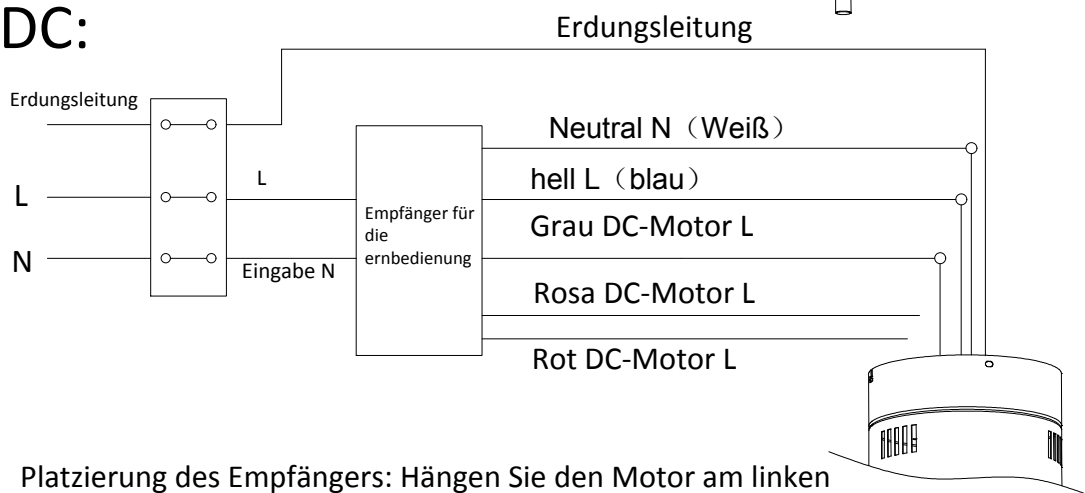 DC:
Erdungsleitung
Erdungsleitung
Neutral N（Weiß）
L
L
hell L（blau）
Empfänger für
die
ernbedienung
Grau DC-Motor L
N
Eingabe N
Rosa DC-Motor L
Rot DC-Motor L
Platzierung des Empfängers: Hängen Sie den Motor am linken